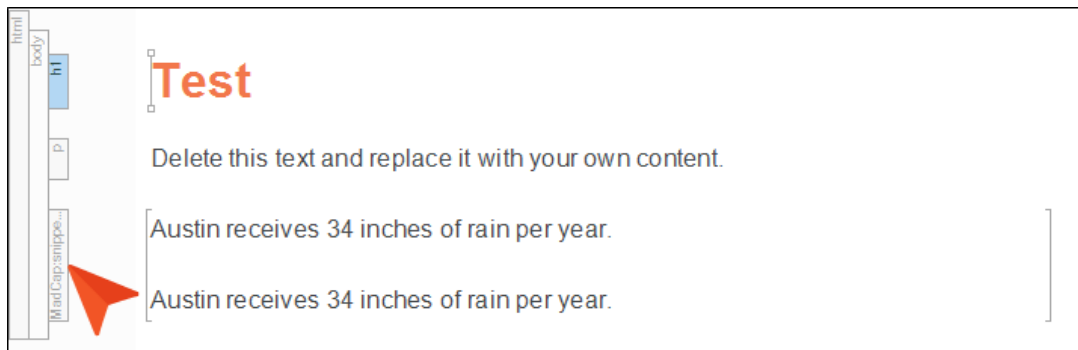 html
body
h1
Test
p
Delete this text and replace it with your own content.
MadCap:snippe...
Austin receives 34 inches of rain per year.
Austin receives 34 inches of rain per year.